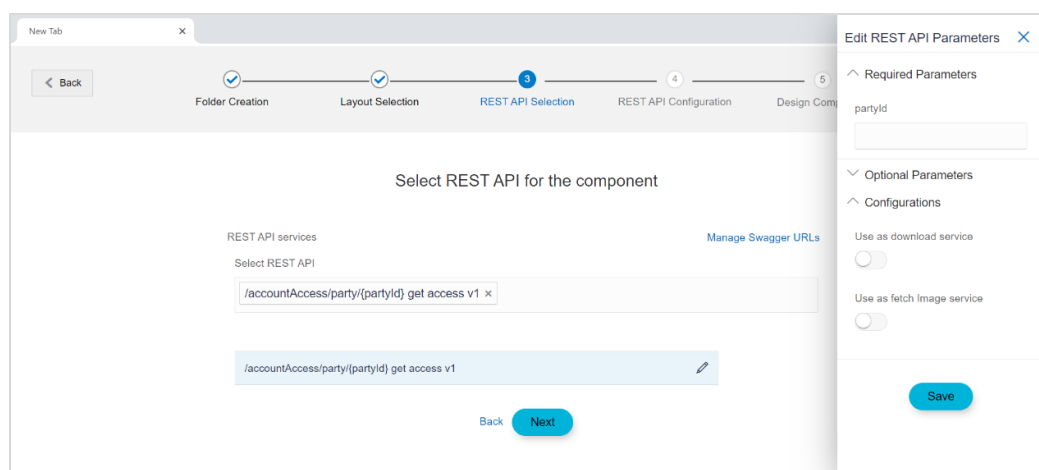 New Tab
Back
3
4
5
Folder Creation
Layout Selection
REST API Selection
REST API Configuration
Design
Select REST API for the component
REST API services
Manage Swagger URLs
Select REST API
/accountAccess/party/{partyId} get access v1
/accountAccess/party/{partyId} get access v1
Back
Next
Edit REST API Parameters
Required Parameters
partyId
Optional Parameters
Configurations
Use as download service
Use as fetch Image service
Save